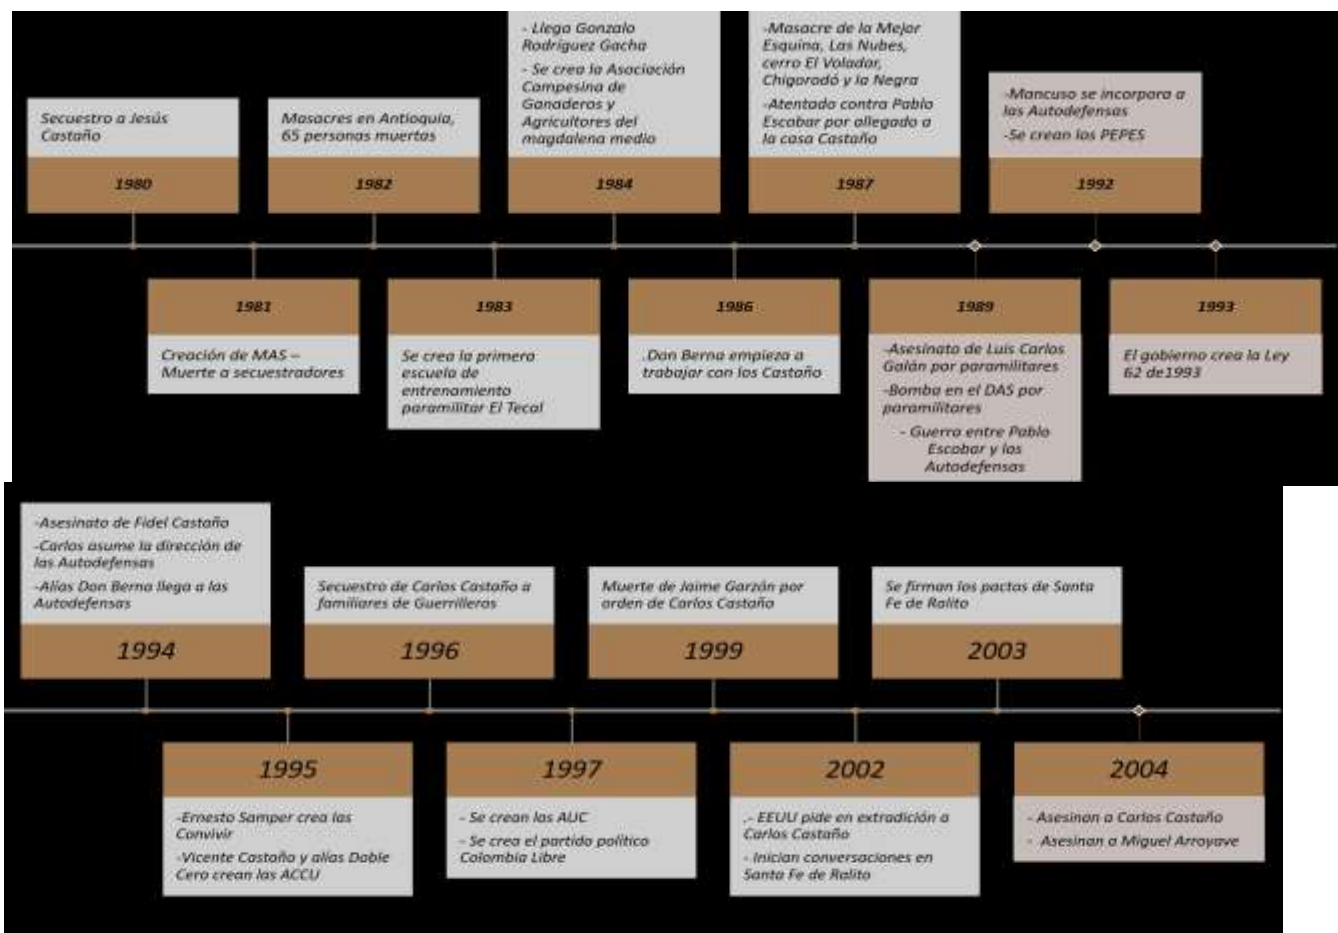 Secuestro a Jesús
Castaño
1980
1981
Creación de MAS –
Muerte a secuestradores
Masacres en Antioquia,
65 personas muertas
1982
1983
Se crea la primera
escuela de
entrenamiento
paramilitar El Tecal
- Llega Gonzalo
Rodríguez Gacha
- Se crea la Asociación
Campesina de
Ganaderos y
Agricultores del
magdalena medio
1984
1986
.Don Berna empieza a
trabajar con los Castaño
-Masacre de la Mejor
Esquina, Las Nubes,
cerro El Volador,
Chigorodó y la Negra
-Atentado contra Pablo
Escobar por allegado a
la casa Castaño
1987
1989
-Asesinato de Luis Carlos
Galán por paramilitares
-Bomba en el DAS por
paramilitares
- Guerra entre Pablo
Escobar y las
Autodefensas
-Mancuso se incorpora a
las Autodefensas
-Se crean los PEPES
1992
1993
El gobierno crea la Ley
62 de1993
-Asesinato de Fidel Castaño
-Carlos asume la dirección de
las Autodefensas
-Alias Don Berna llega a las
Autodefensas
1994
1995
-Ernesto Samper crea las
Convivir
-Vicente Castaño y alias Doble
Cero crean las ACCU
Secuestro de Carlos Castaño a
familiares de Guerrilleros
1996
1997
- Se crean las AUC
- Se crea el partido político
Colombia Libre
Muerte de Jaime Garzón por
orden de Carlos Castaño
1999
2002
.- EEUU pide en extradición a
Carlos Castaño
- Inician conversaciones en
Santa Fe de Ralito
Se firman los pactos de Santa
Fe de Ralito
2003
2004
- Asesinan a Carlos Castaño
- Asesinan a Miguel Arroyave